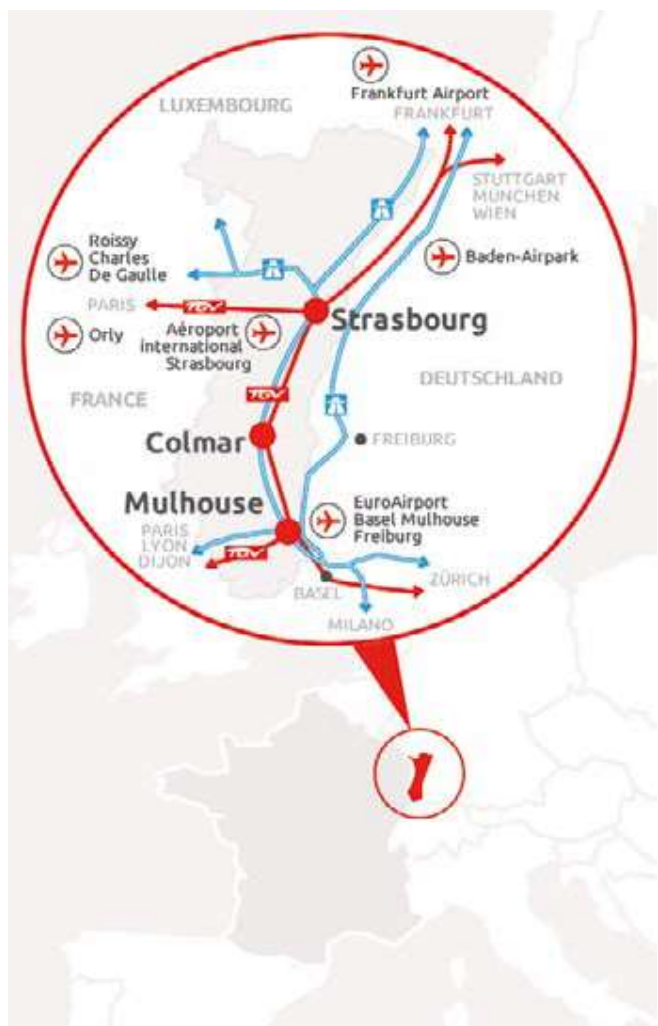 Frankfurt Airport
LUXEMBOURG
FRANKFURT
STUTTGART
MÜNCHEN
WIEN
Roissy
Charles
De Gaulle
Baden-Airpark
PARIS
TGV
Strasbourg
Orly
Aéroport
international
Strasbourg
DEUTSCHLAND
FRANCE
TGV
Colmar
FREIBURG
Mulhouse
EuroAirport
Basel Mulhouse
Freiburg
PARIS
LYON
DIJON
TGV
BASEL
ZÜRICH
MILANO